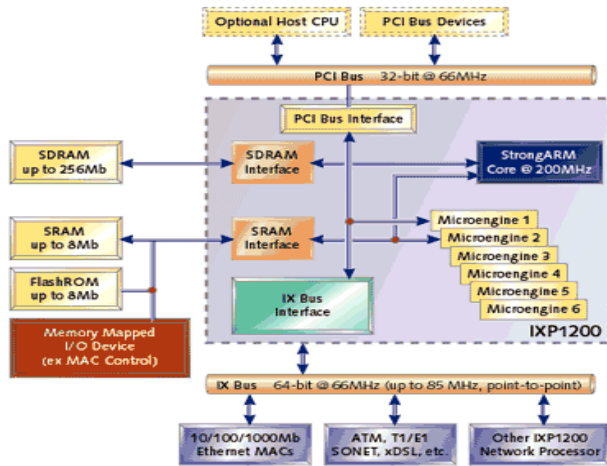 Optional Host CPU
PCI Bus Devices
PCI Bus 32-bit @ 66MHz
PCI Bus Interface
SDRAM
up to 256Mb
SDRAM
Interface
StrongARM
Core @ 200MHz
SRAM
up to 8Mb
SRAM
Interface
Microengine 1
Microengine 2
Microengine 3
Microengine 4
Microengine 5
Microengine 6
FlashROM
up to 8Mb
IX Bus
Interface
Memory Mapped
I/O Device
(ex MAC Control)
IXP1200
IX Bus 64-bit @ 66MHz (up to 85 MHz, point-to-point)
10/100/1000Mb
Ethernet MACs
ATM, T1/E1
SONET, xDSL, etc.
Other IXP1200
Network Processor